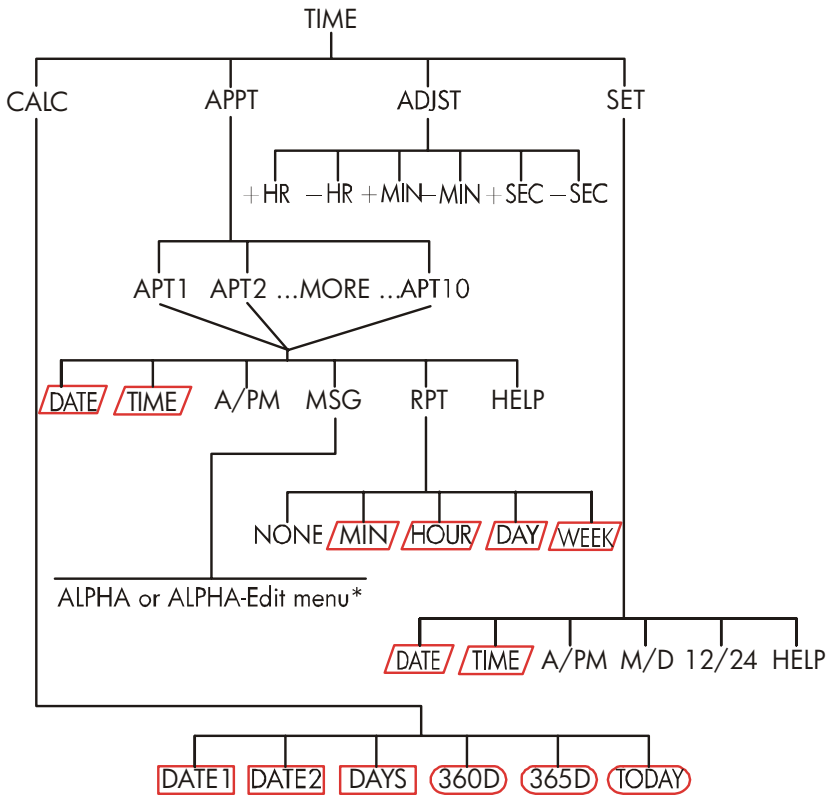 TIME
CALC APPT ADJST SET
+HR −HR +MIN −MIN +SEC −SEC
APT1 APT2 ...MORE ...APT10
DATE TIME A/PM MSG RPT HELP
NONE MIN HOUR DAY WEEK
ALPHA or ALPHA-Edit menu*
DATE TIME A/PM M/D 12/24 HELP
DATE1 DATE2 DAYS 360D 365D TODAY